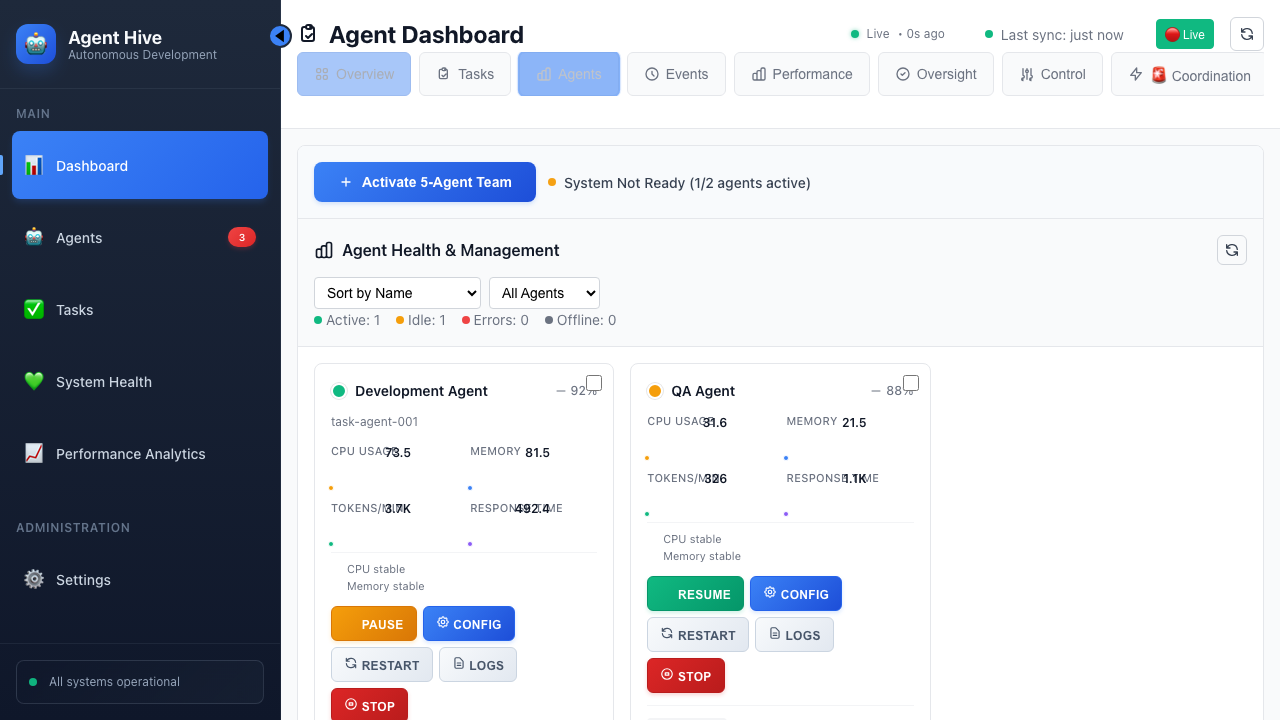 Agent Hive
Autonomous Development
MAIN
Dashboard
Agents 3
Tasks
System Health
Performance Analytics
ADMINISTRATION
Settings
All systems operational
Agent Dashboard
Live • 0s ago
Last sync: just now
Live
Overview
Tasks
Agents
Events
Performance
Oversight
Control
Coordination
Activate 5-Agent Team
System Not Ready (1/2 agents active)
Agent Health & Management
Sort by Name
All Agents
Active: 1 Idle: 1 Errors: 0 Offline: 0
Development Agent
— 92%
task-agent-001
CPU USAGE 73.5
MEMORY 81.5
TOKENS/MIN 3.7K
RESPONSE TIME 492.4
CPU stable
Memory stable
PAUSE
CONFIG
RESTART
LOGS
STOP
QA Agent
— 88%
CPU USAGE 31.6
MEMORY 21.5
TOKENS/MIN 326
RESPONSE TIME 1.1K
CPU stable
Memory stable
RESUME
CONFIG
RESTART
LOGS
STOP